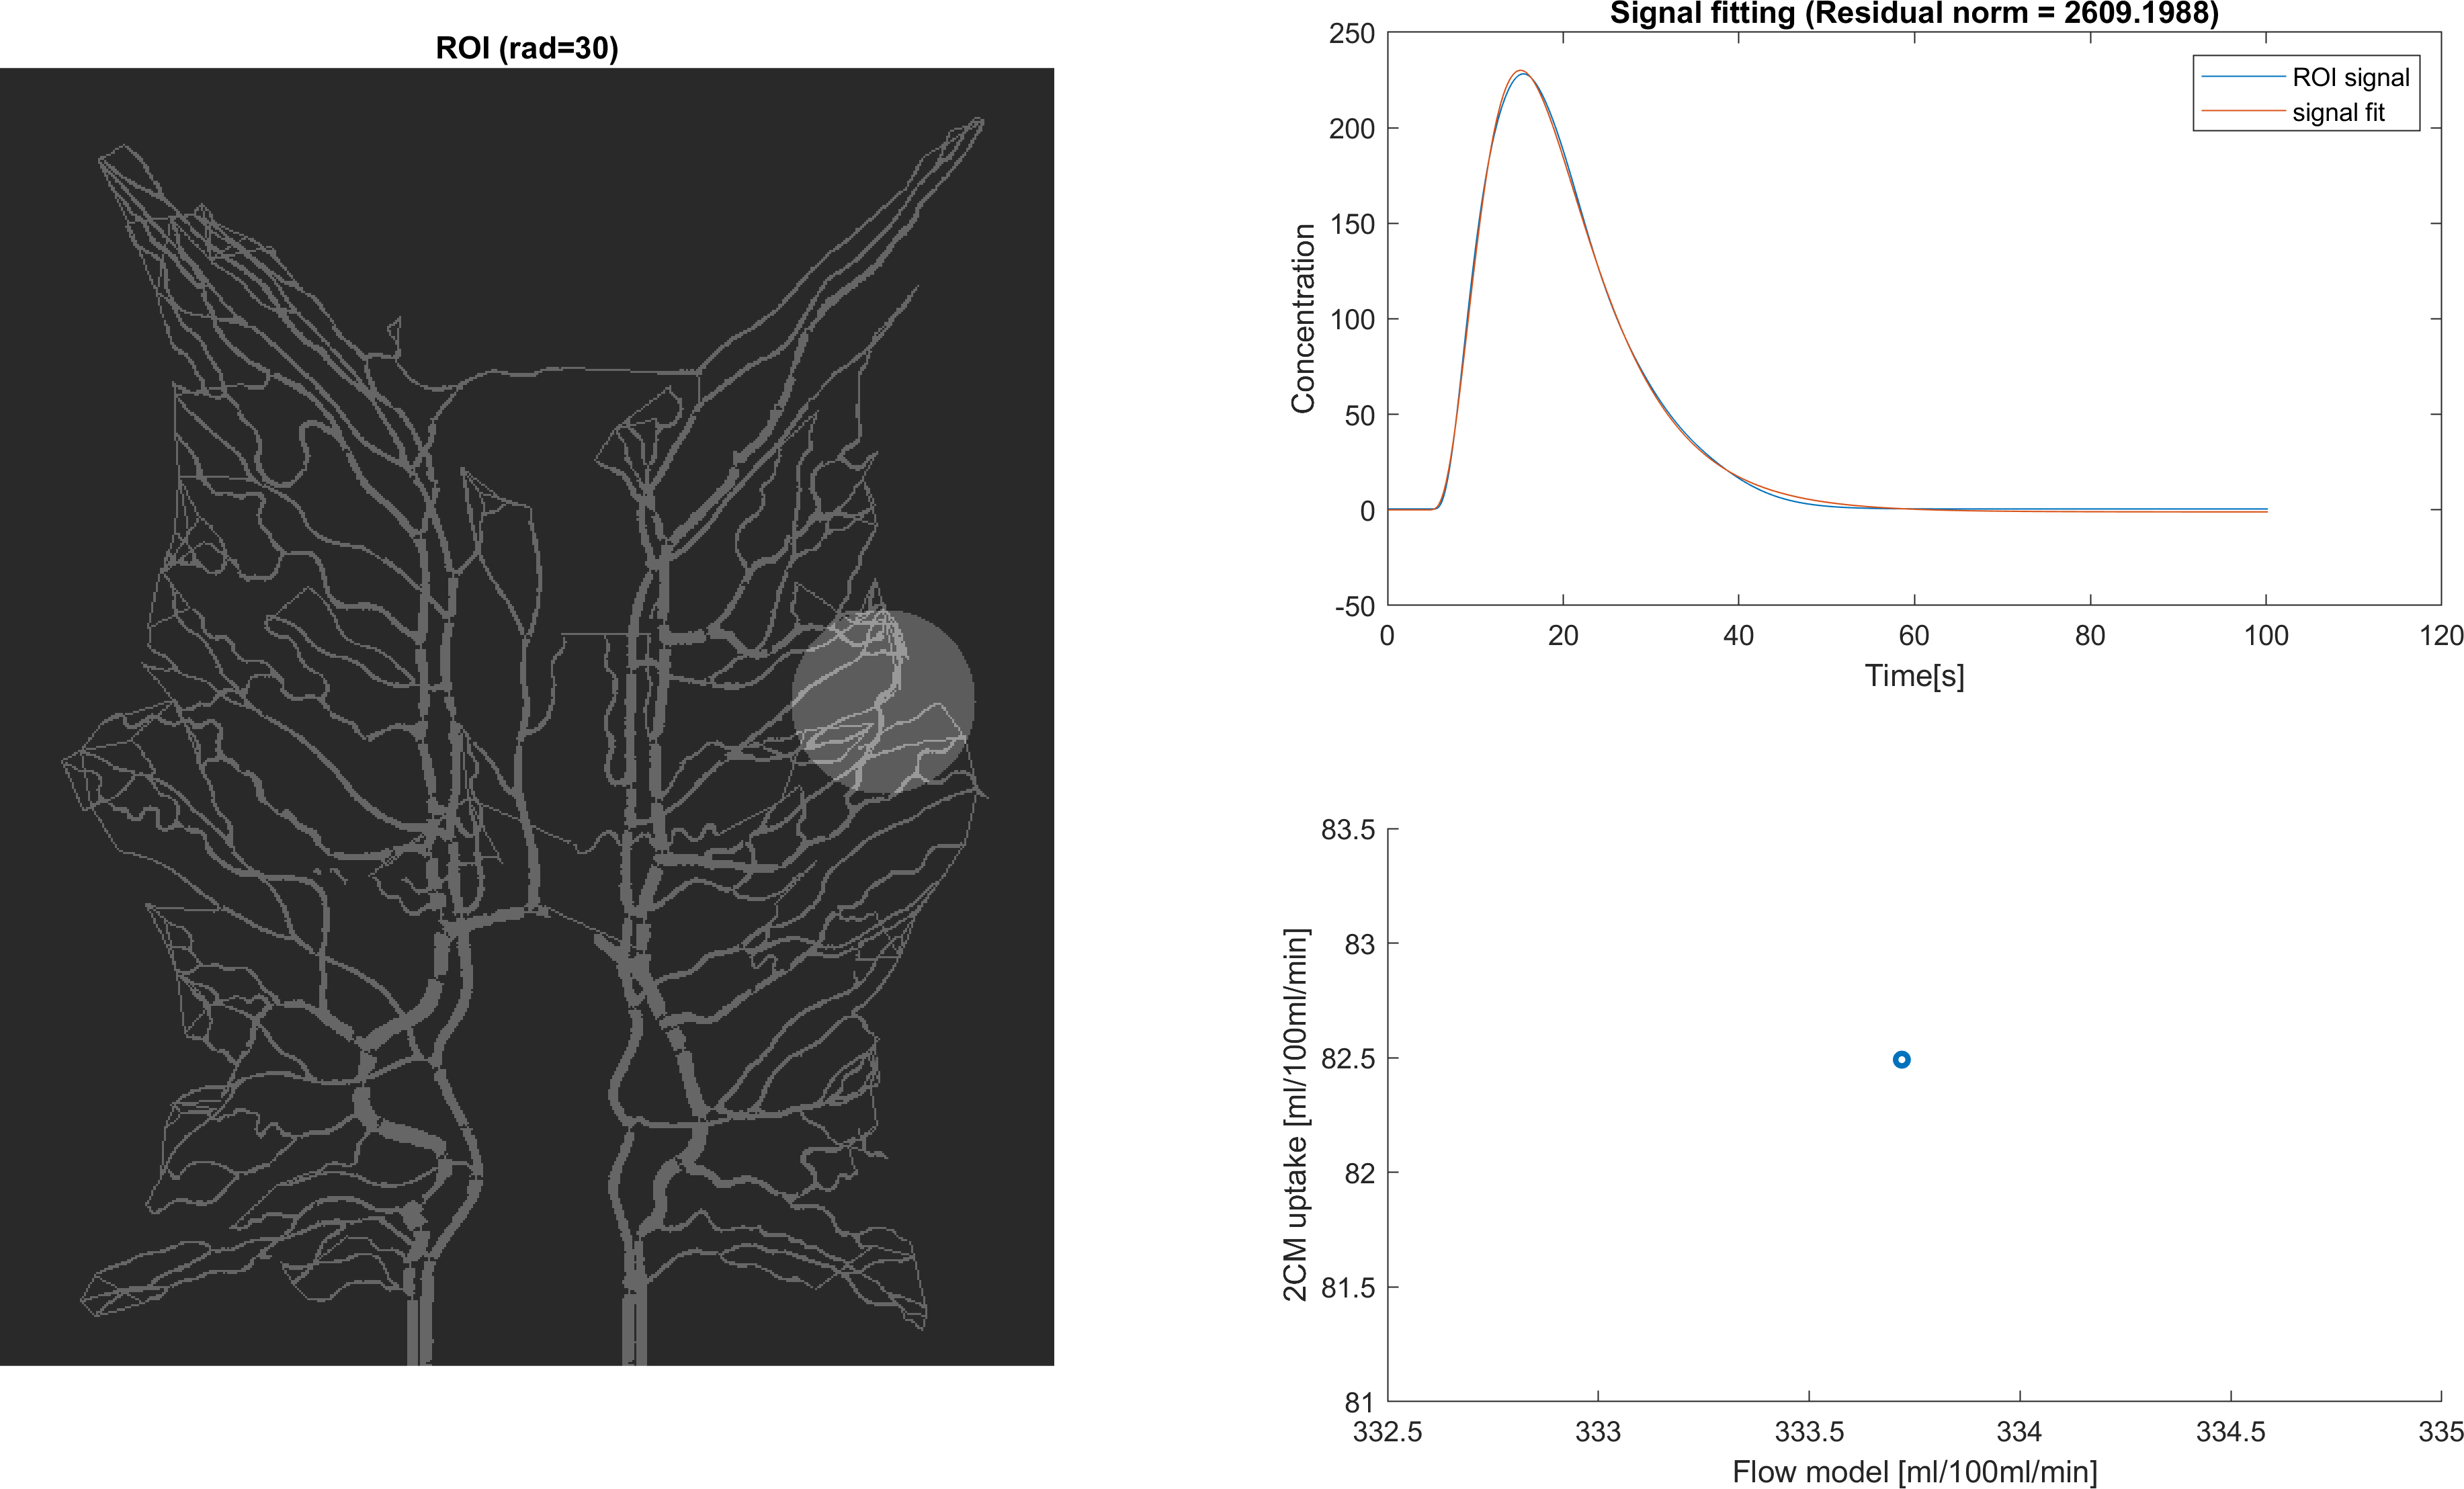 ROI (rad=30)
Signal fitting (Residual norm = 2609.1988)
250
200
150
100
50
0
-50
Concentration
ROI signal
signal fit
0 20 40 60 80 100 120
Time[s]
83.5
83
82.5
82
81.5
81
2CM uptake [ml/100ml/min]
332.5 333 333.5 334 334.5 335
Flow model [ml/100ml/min]